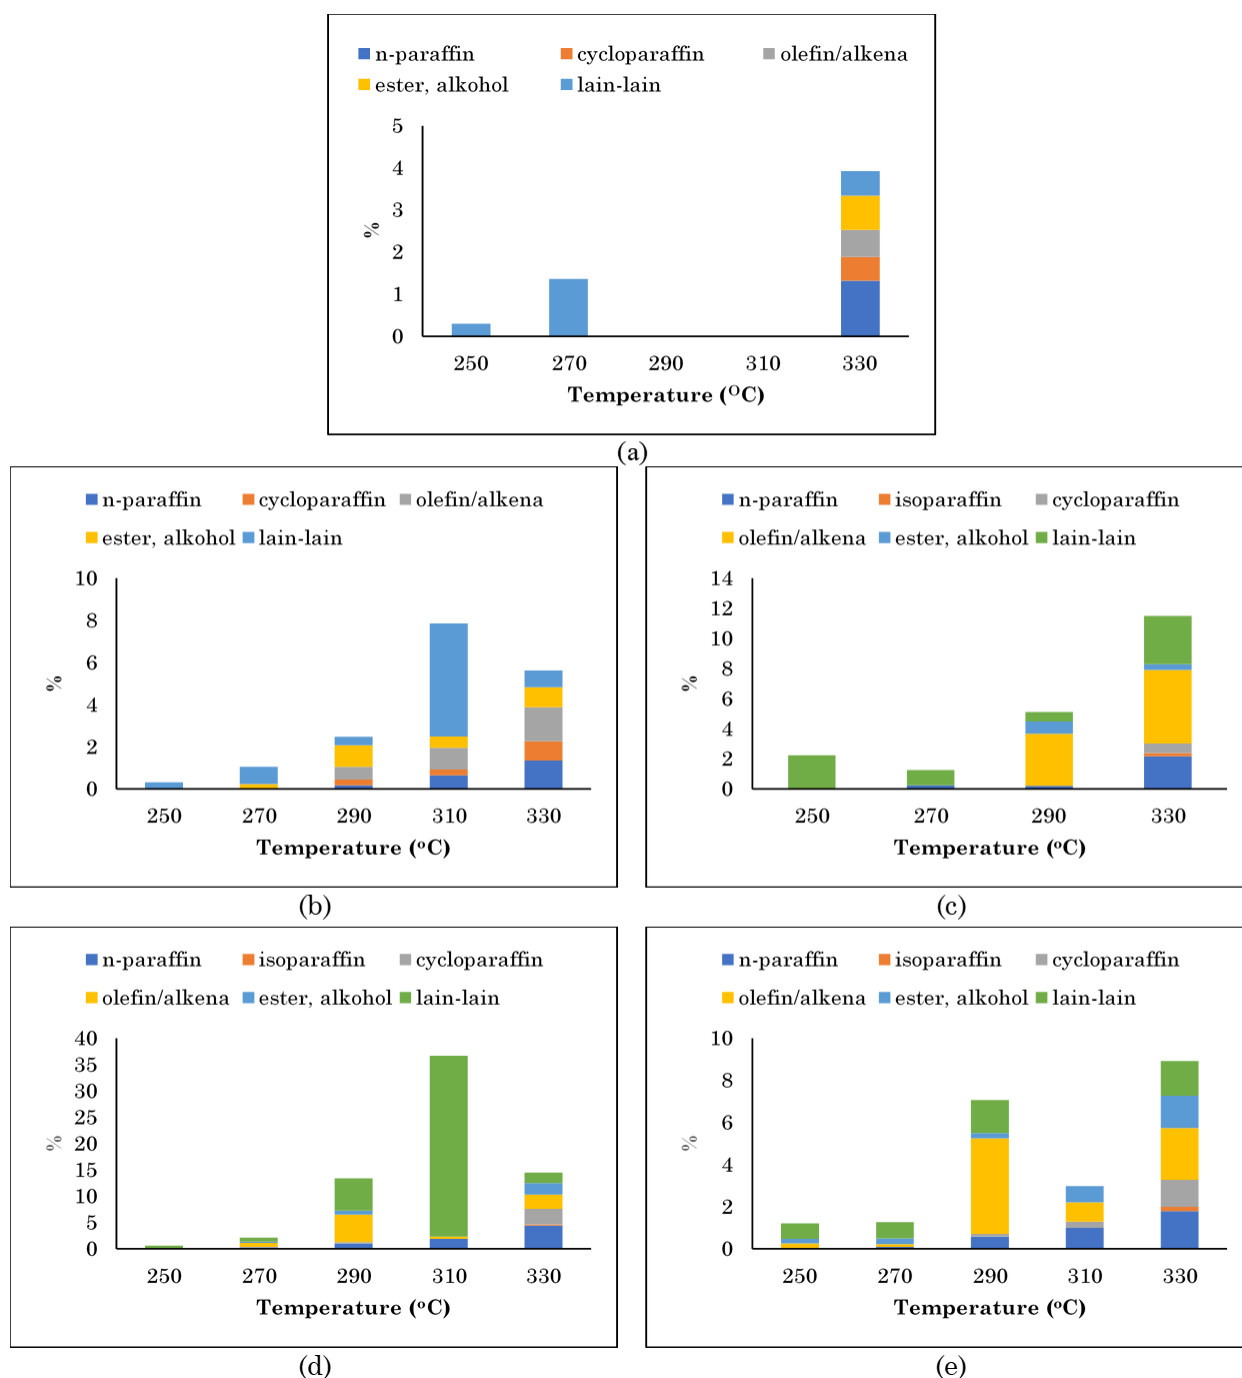 n-paraffin cycloparaffin olefin/alkena
ester, alkohol lain-lain
5
4
3
2
1
0
%
250 270 290 310 330
Temperature (ᴼC)
(a)
n-paraffin cycloparaffin olefin/alkena
ester, alkohol lain-lain
10
8
6
4
2
0
%
250 270 290 310 330
Temperature (ᵒC)
(b)
n-paraffin isoparaffin cycloparaffin
olefin/alkena ester, alkohol lain-lain
14
12
10
8
6
4
2
0
%
250 270 290 330
Temperature (ᵒC)
(c)
n-paraffin isoparaffin cycloparaffin
olefin/alkena ester, alkohol lain-lain
40
35
30
25
20
15
10
5
0
%
250 270 290 310 330
Temperature (ᵒC)
(d)
n-paraffin isoparaffin cycloparaffin
olefin/alkena ester, alkohol lain-lain
10
8
6
4
2
0
%
250 270 290 310 330
Temperature (ᵒC)
(e)